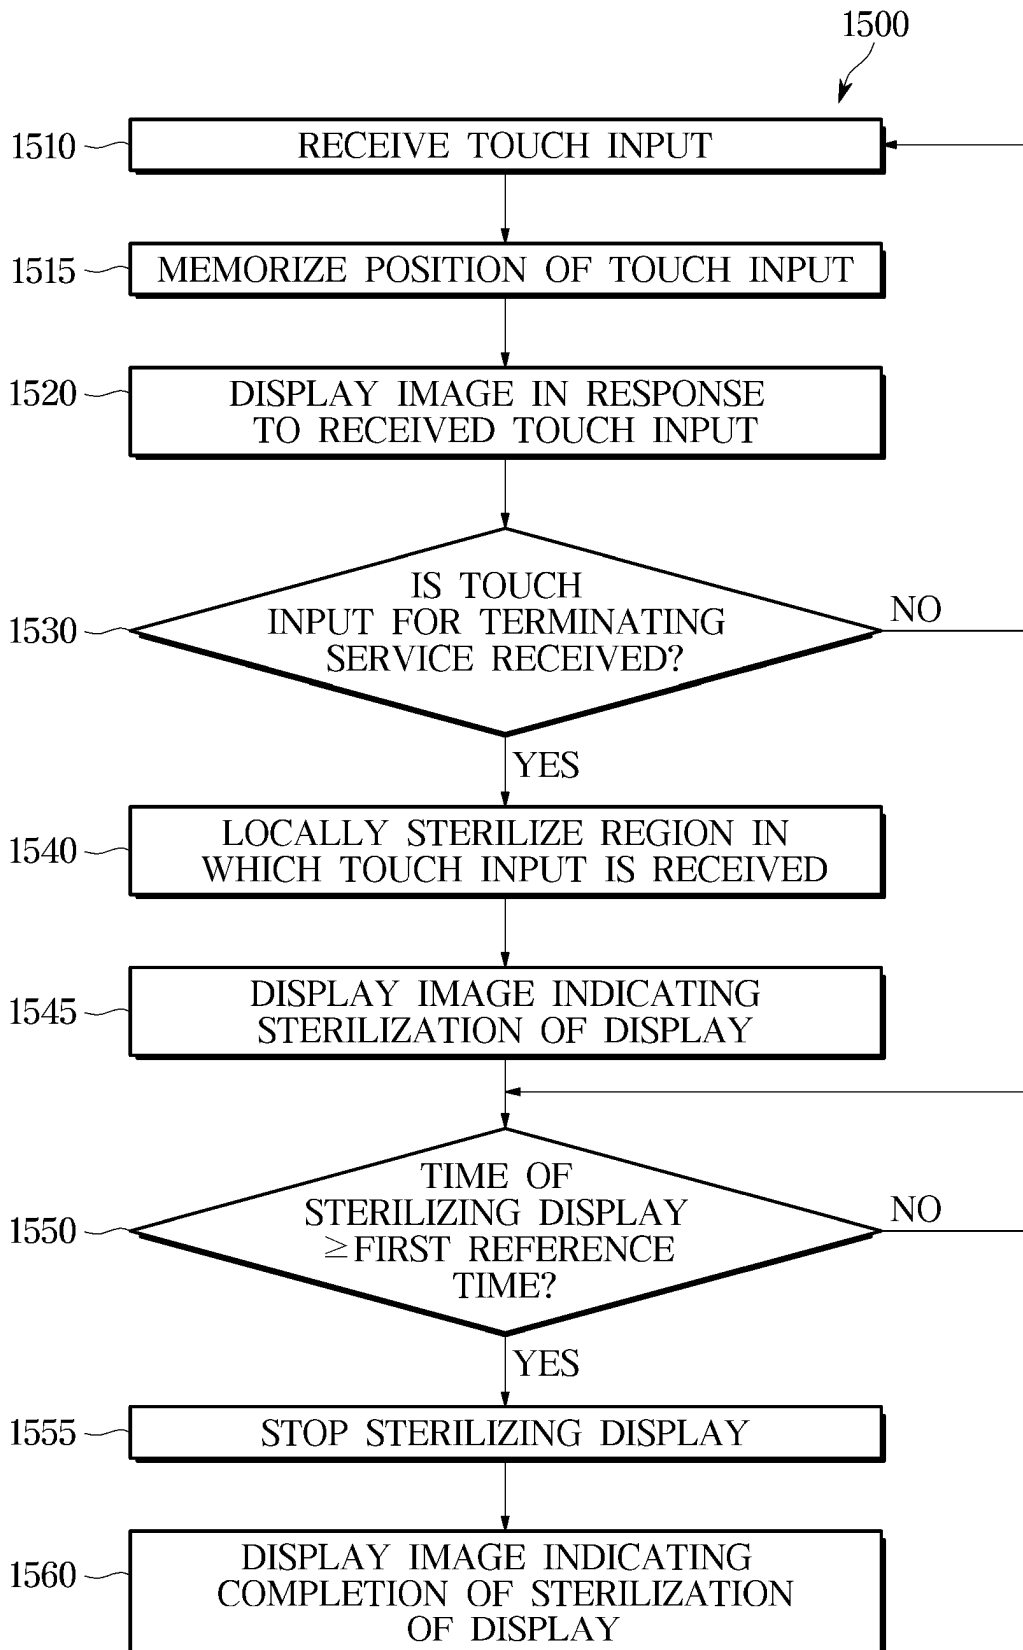 1500
1510
RECEIVE TOUCH INPUT
1515
MEMORIZE POSITION OF TOUCH INPUT
1520
DISPLAY IMAGE IN RESPONSE
TO RECEIVED TOUCH INPUT
1530
IS TOUCH
INPUT FOR TERMINATING
SERVICE RECEIVED?
NO
YES
1540
LOCALLY STERILIZE REGION IN
WHICH TOUCH INPUT IS RECEIVED
1545
DISPLAY IMAGE INDICATING
STERILIZATION OF DISPLAY
1550
TIME OF
STERILIZING DISPLAY
≥FIRST REFERENCE
TIME?
NO
YES
1555
STOP STERILIZING DISPLAY
1560
DISPLAY IMAGE INDICATING
COMPLETION OF STERILIZATION
OF DISPLAY